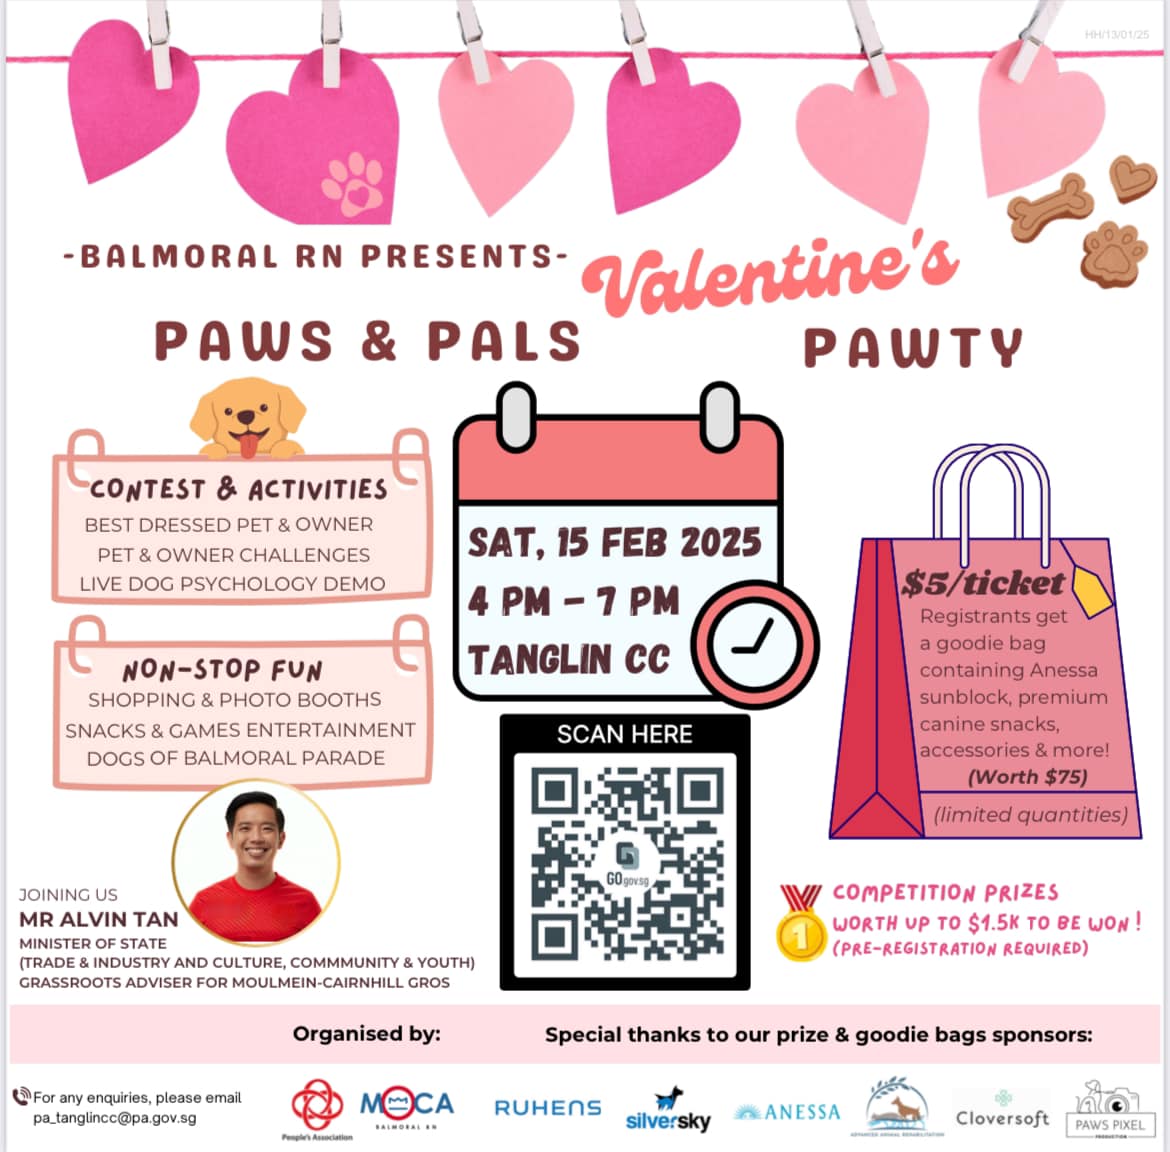 HH/13/01/25
-BALMORAL RN PRESENTS-
Valentine's
PAWS & PALS
PAWTY
CONTEST & ACTIVITIES
BEST DRESSED PET & OWNER
PET & OWNER CHALLENGES
LIVE DOG PSYCHOLOGY DEMO
NON-STOP FUN
SHOPPING & PHOTO BOOTHS
SNACKS & GAMES ENTERTAINMENT
DOGS OF BALMORAL PARADE
SAT, 15 FEB 2025
4 PM – 7 PM
TANGLIN CC
SCAN HERE
GOgov.sg
$5/ticket
Registrants get
a goodie bag
containing Anessa
sunblock, premium
canine snacks,
accessories & more!
(Worth $75)
(limited quantities)
JOINING US
MR ALVIN TAN
MINISTER OF STATE
(TRADE & INDUSTRY AND CULTURE, COMMMUNITY & YOUTH)
GRASSROOTS ADVISER FOR MOULMEIN-CAIRNHILL GROS
1
COMPETITION PRIZES
WORTH UP TO $1.5K TO BE WON!
(PRE-REGISTRATION REQUIRED)
Organised by:
Special thanks to our prize & goodie bags sponsors:
For any enquiries, please email
pa_tanglincc@pa.gov.sg
People's Association
MOCA
BALMORAL RN
RUHENS
silversky
ANESSA
ADVANCED ANIMAL REHABILITATION
Cloversoft
PAWS PIXEL
PRODUCTION